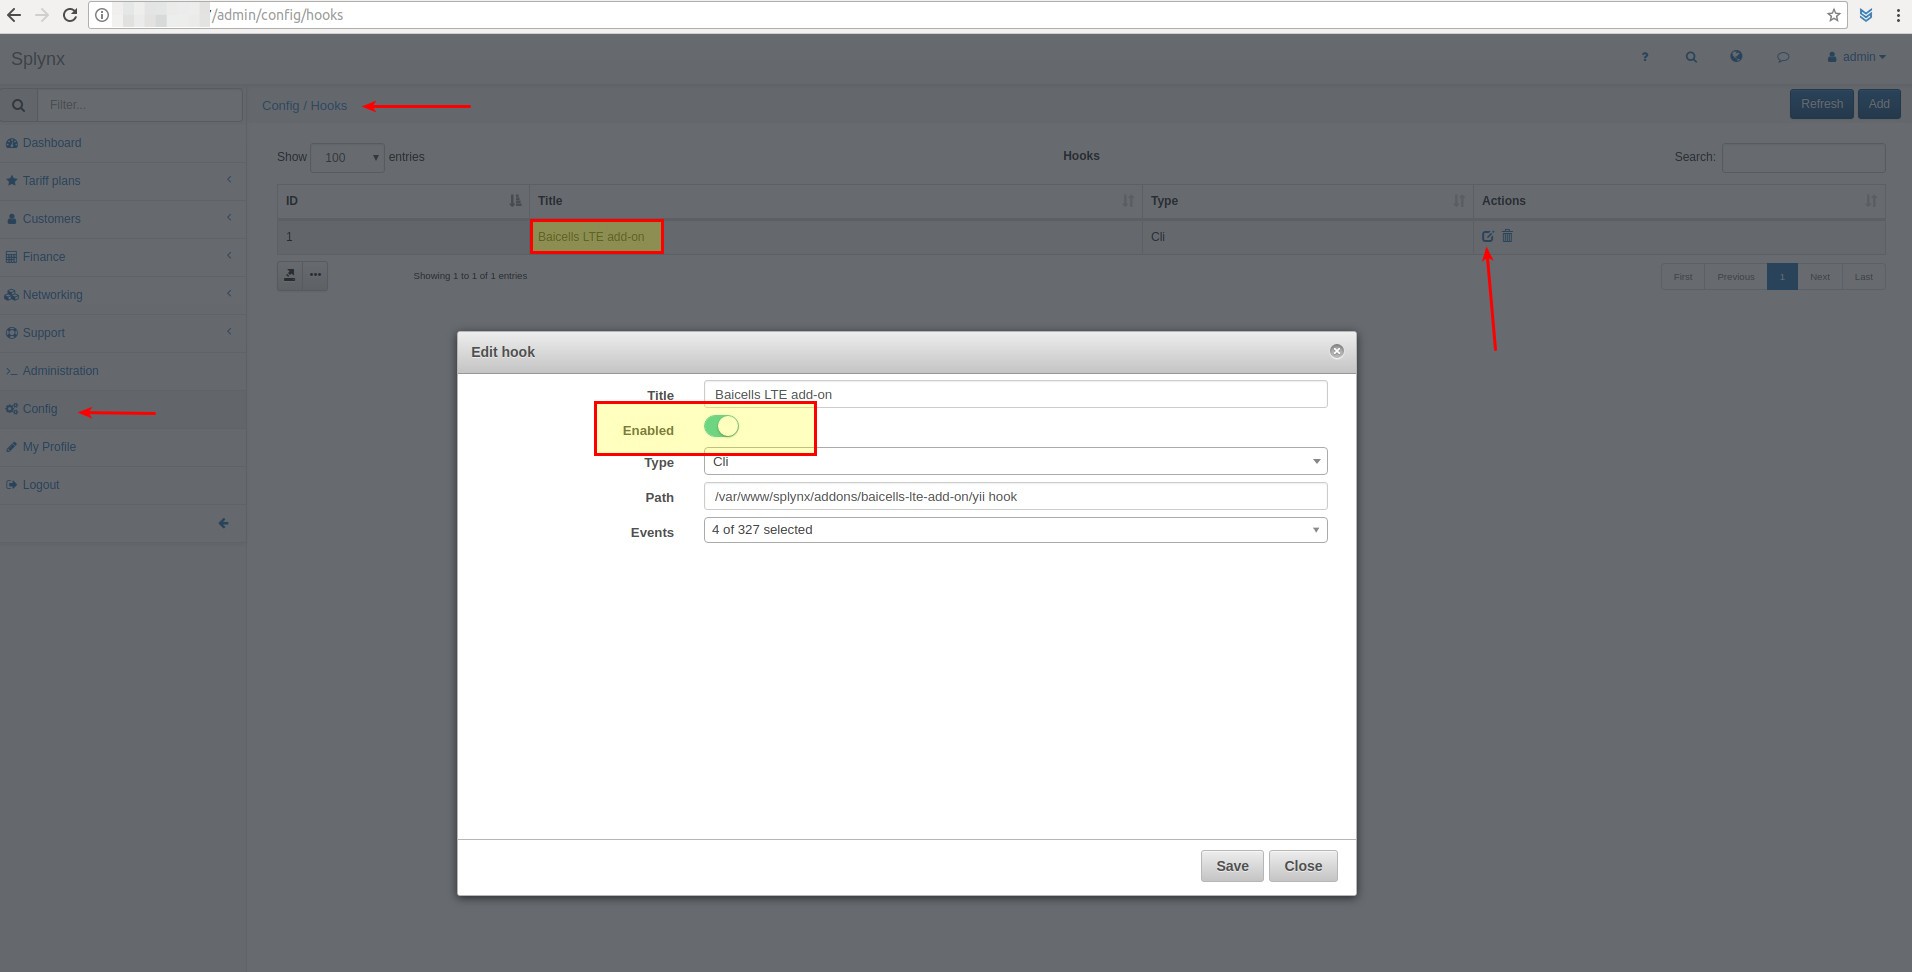 /admin/config/hooks
Splynx
? admin
Filter...
Config / Hooks
Refresh Add
Dashboard
Tariff plans
Customers
Finance
Networking
Support
Administration
Config
My Profile
Logout
Show 100 entries
Hooks
Search:
ID Title Type Actions
1 Baicells LTE add-on Cli
Showing 1 to 1 of 1 entries
First Previous 1 Next Last
Edit hook
Title Baicells LTE add-on
Enabled
Type Cli
Path /var/www/splynx/addons/baicells-lte-add-on/yii hook
Events 4 of 327 selected
Save Close